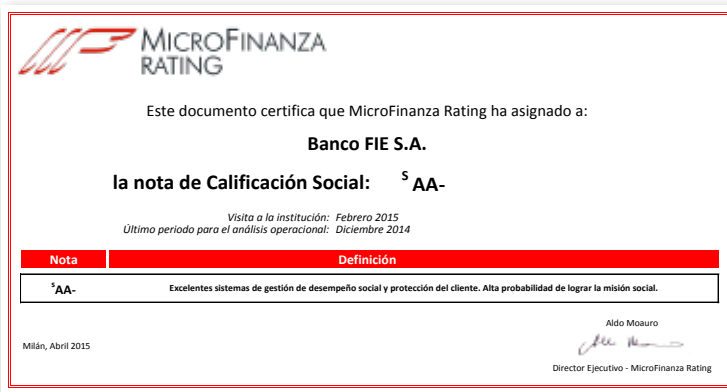 MICROFINANZA
RATING
Este documento certifica que MicroFinanza Rating ha asignado a:
Banco FIE S.A.
la nota de Calificación Social: S AA-
Visita a la institución: Febrero 2015
Último periodo para el análisis operacional: Diciembre 2014
Nota Definición
SAA- Excelentes sistemas de gestión de desempeño social y protección del cliente. Alta probabilidad de lograr la misión social.
Aldo Moauro
Milán, Abril 2015
Director Ejecutivo - MicroFinanza Rating